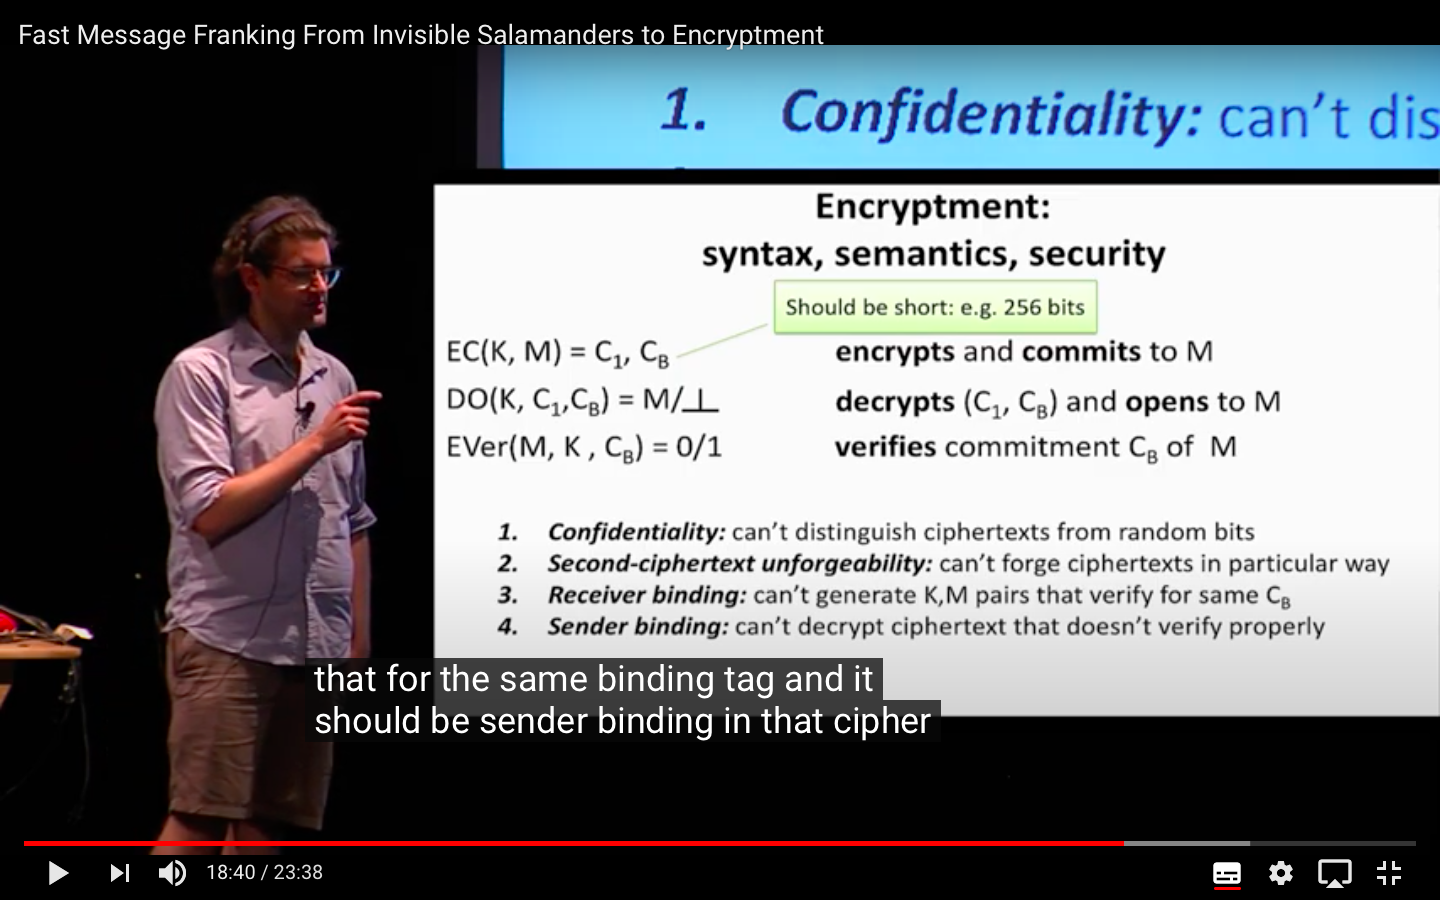 Fast Message Franking From Invisible Salamanders to Encryptment
1. Confidentiality: can't dis
Encryptment:
syntax, semantics, security
Should be short: e.g. 256 bits
EC(K, M) = C₁, C_B encrypts and commits to M
DO(K, C₁,C_B) = M/⊥ decrypts (C₁, C_B) and opens to M
EVer(M, K , C_B) = 0/1 verifies commitment C_B of M
1. Confidentiality: can't distinguish ciphertexts from random bits
2. Second-ciphertext unforgeability: can't forge ciphertexts in particular way
3. Receiver binding: can't generate K,M pairs that verify for same C_B
4. Sender binding: can't decrypt ciphertext that doesn't verify properly
that for the same binding tag and it
should be sender binding in that cipher
18:40 / 23:38